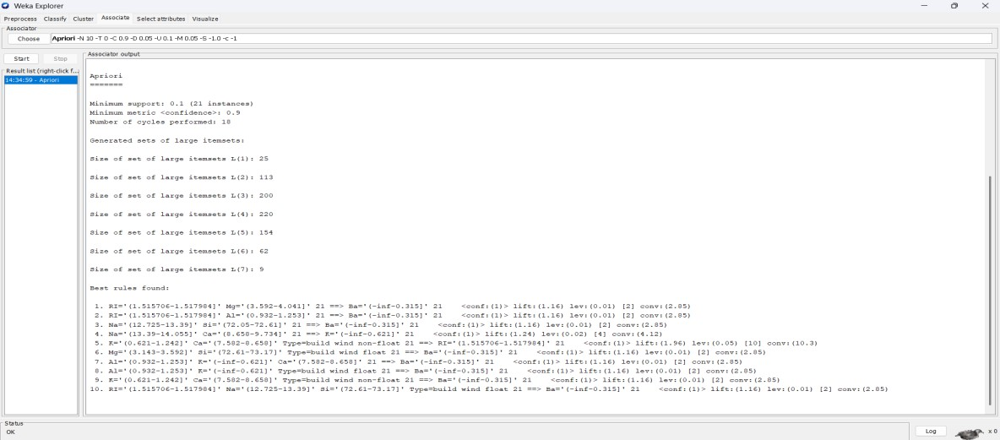 Weka Explorer
Preprocess Classify Cluster Associate Select attributes Visualize
Associator
Choose Apriori -N 10 -T 0 -C 0.9 -D 0.05 -U 0.1 -M 0.05 -S -1.0 -c -1
Start Stop
Associator output
Result list (right-click f...
14:34:59 - Apriori
Apriori
=======
Minimum support: 0.1 (21 instances)
Minimum metric <confidence>: 0.9
Number of cycles performed: 18
Generated sets of large itemsets:
Size of set of large itemsets L(1): 25
Size of set of large itemsets L(2): 113
Size of set of large itemsets L(3): 200
Size of set of large itemsets L(4): 220
Size of set of large itemsets L(5): 154
Size of set of large itemsets L(6): 62
Size of set of large itemsets L(7): 9
Best rules found:
1. RI='(1.515706-1.517984]' Mg='(3.592-4.041]' 21 ==> Ba='(-inf-0.315]' 21 <conf:(1)> lift:(1.16) lev:(0.01) [2] conv:(2.85)
2. RI='(1.515706-1.517984]' Al='(0.932-1.253]' 21 ==> Ba='(-inf-0.315]' 21 <conf:(1)> lift:(1.16) lev:(0.01) [2] conv:(2.85)
3. Na='(12.725-13.39]' Si='(72.05-72.61]' 21 ==> Ba='(-inf-0.315]' 21 <conf:(1)> lift:(1.16) lev:(0.01) [2] conv:(2.85)
4. Na='(13.39-14.055]' Ca='(8.658-9.734]' 21 ==> K='(-inf-0.621]' 21 <conf:(1)> lift:(1.24) lev:(0.02) [4] conv:(4.12)
5. K='(0.621-1.242]' Ca='(7.582-8.658]' Type=build wind non-float 21 ==> RI='(1.515706-1.517984]' 21 <conf:(1)> lift:(1.96) lev:(0.05) [10] conv:(10.3)
6. Mg='(3.143-3.592]' Si='(72.61-73.17]' Type=build wind float 21 ==> Ba='(-inf-0.315]' 21 <conf:(1)> lift:(1.16) lev:(0.01) [2] conv:(2.85)
7. Al='(0.932-1.253]' K='(-inf-0.621]' Ca='(7.582-8.658]' 21 ==> Ba='(-inf-0.315]' 21 <conf:(1)> lift:(1.16) lev:(0.01) [2] conv:(2.85)
8. Al='(0.932-1.253]' K='(-inf-0.621]' Type=build wind float 21 ==> Ba='(-inf-0.315]' 21 <conf:(1)> lift:(1.16) lev:(0.01) [2] conv:(2.85)
9. K='(0.621-1.242]' Ca='(7.582-8.658]' Type=build wind non-float 21 ==> Ba='(-inf-0.315]' 21 <conf:(1)> lift:(1.16) lev:(0.01) [2] conv:(2.85)
10. RI='(1.515706-1.517984]' Na='(12.725-13.39]' Si='(72.61-73.17]' Type=build wind float 21 ==> Ba='(-inf-0.315]' 21 <conf:(1)> lift:(1.16) lev:(0.01) [2] conv:(2.85)
Status
OK
Log
x 0